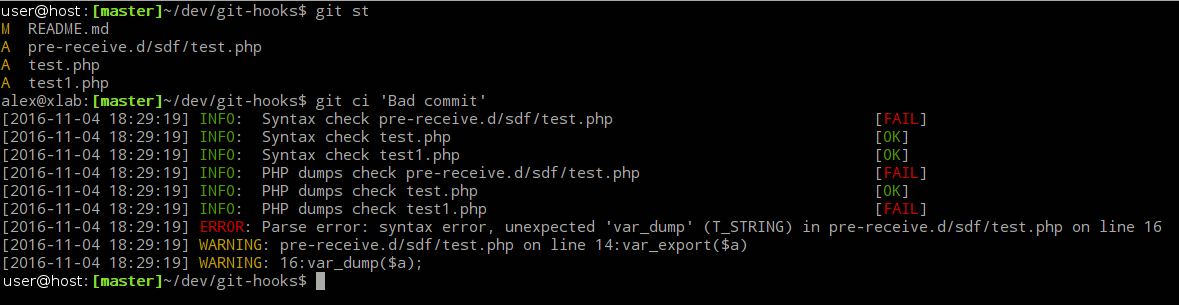 user@host:[master]~/dev/git-hooks$ git st
M  README.md
A  pre-receive.d/sdf/test.php
A  test.php
A  test1.php
alex@xlab:[master]~/dev/git-hooks$ git ci 'Bad commit'
[2016-11-04 18:29:19] INFO:  Syntax check pre-receive.d/sdf/test.php [FAIL]
[2016-11-04 18:29:19] INFO:  Syntax check test.php [OK]
[2016-11-04 18:29:19] INFO:  Syntax check test1.php [OK]
[2016-11-04 18:29:19] INFO:  PHP dumps check pre-receive.d/sdf/test.php [FAIL]
[2016-11-04 18:29:19] INFO:  PHP dumps check test.php [OK]
[2016-11-04 18:29:19] INFO:  PHP dumps check test1.php [FAIL]
[2016-11-04 18:29:19] ERROR: Parse error: syntax error, unexpected 'var_dump' (T_STRING) in pre-receive.d/sdf/test.php on line 16
[2016-11-04 18:29:19] WARNING: pre-receive.d/sdf/test.php on line 14:var_export($a)
[2016-11-04 18:29:19] WARNING: 16:var_dump($a);
user@host:[master]~/dev/git-hooks$